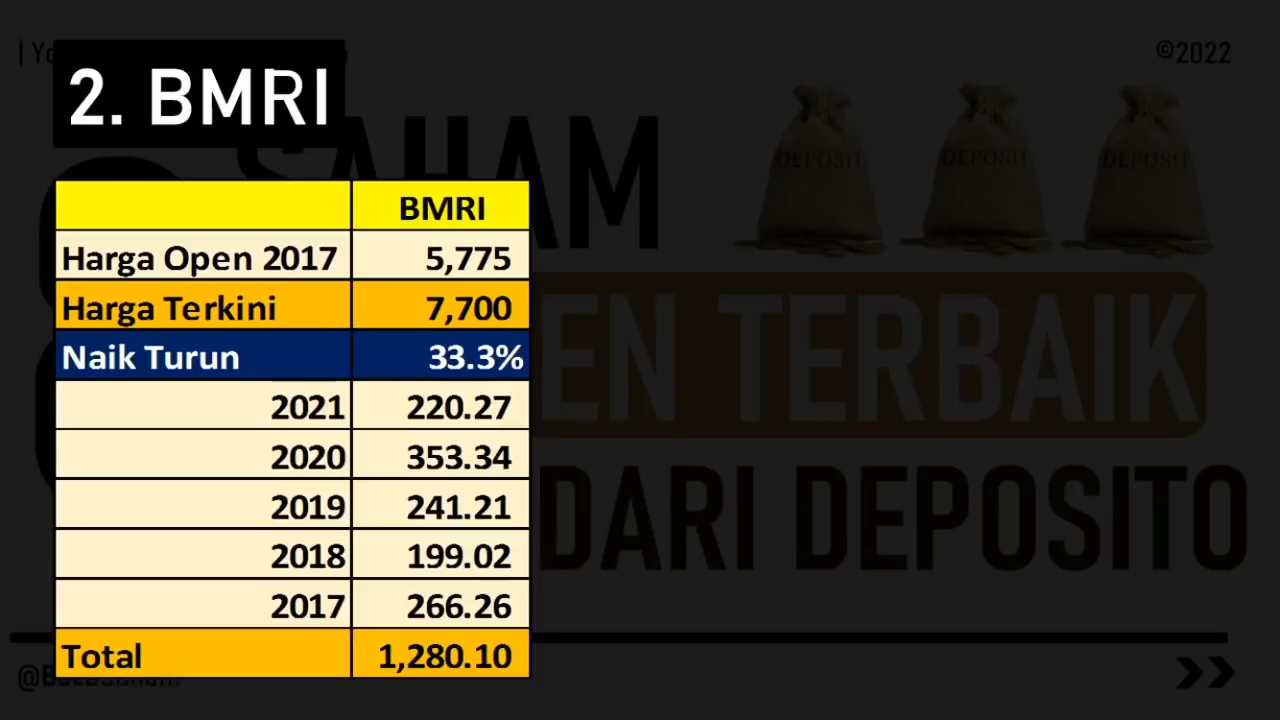 ©2022
2. BMRI
SAHAM
DEPOSIT DEPOSIT DEPOSIT
BMRI
Harga Open 2017 5,775
Harga Terkini 7,700
Naik Turun 33.3%
2021 220.27
2020 353.34
2019 241.21
2018 199.02
2017 266.26
Total 1,280.10
TERBAIK
DARI DEPOSITO